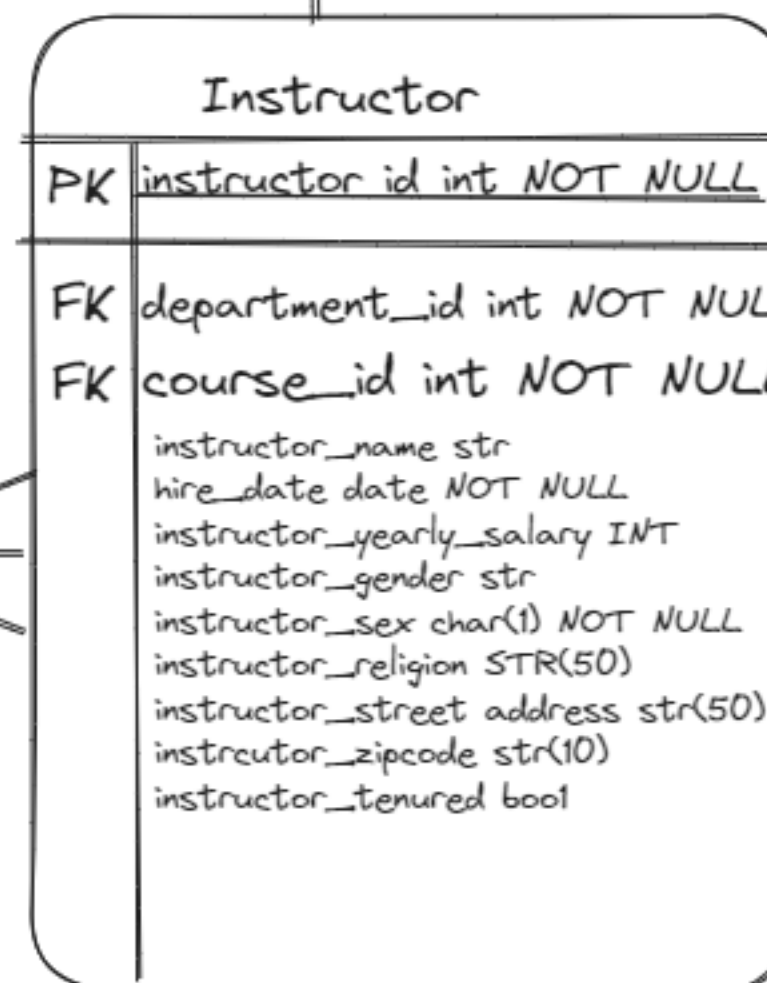 Instructor
PK instructor id int NOT NULL
FK department_id int NOT NUL
FK course_id int NOT NULL
instructor_name str
hire_date date NOT NULL
instructor_yearly_salary INT
instructor_gender str
instructor_sex char(1) NOT NULL
instructor_religion STR(50)
instructor_street address str(50)
instrcutor_zipcode str(10)
instructor_tenured bool